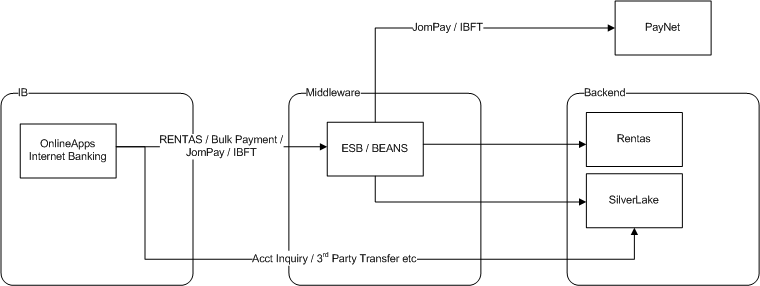 JomPay / IBFT
PayNet
IB
Middleware
Backend
OnlineApps
Internet Banking
RENTAS / Bulk Payment /
JomPay / IBFT
ESB / BEANS
Rentas
SilverLake
Acct Inquiry / 3rd Party Transfer etc